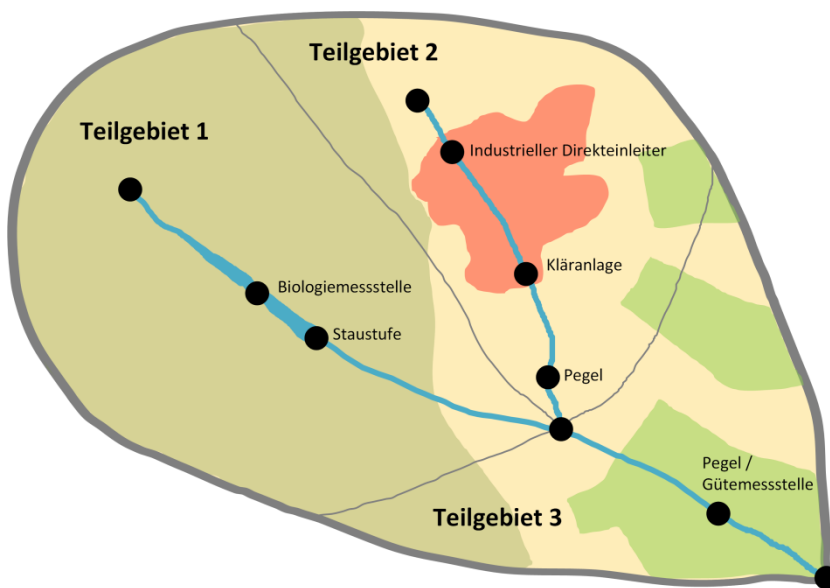 Teilgebiet 2
Teilgebiet 1
Industrieller Direkteinleiter
Kläranlage
Biologiemessstelle
Staustufe
Pegel
Pegel /
Gütemessstelle
Teilgebiet 3